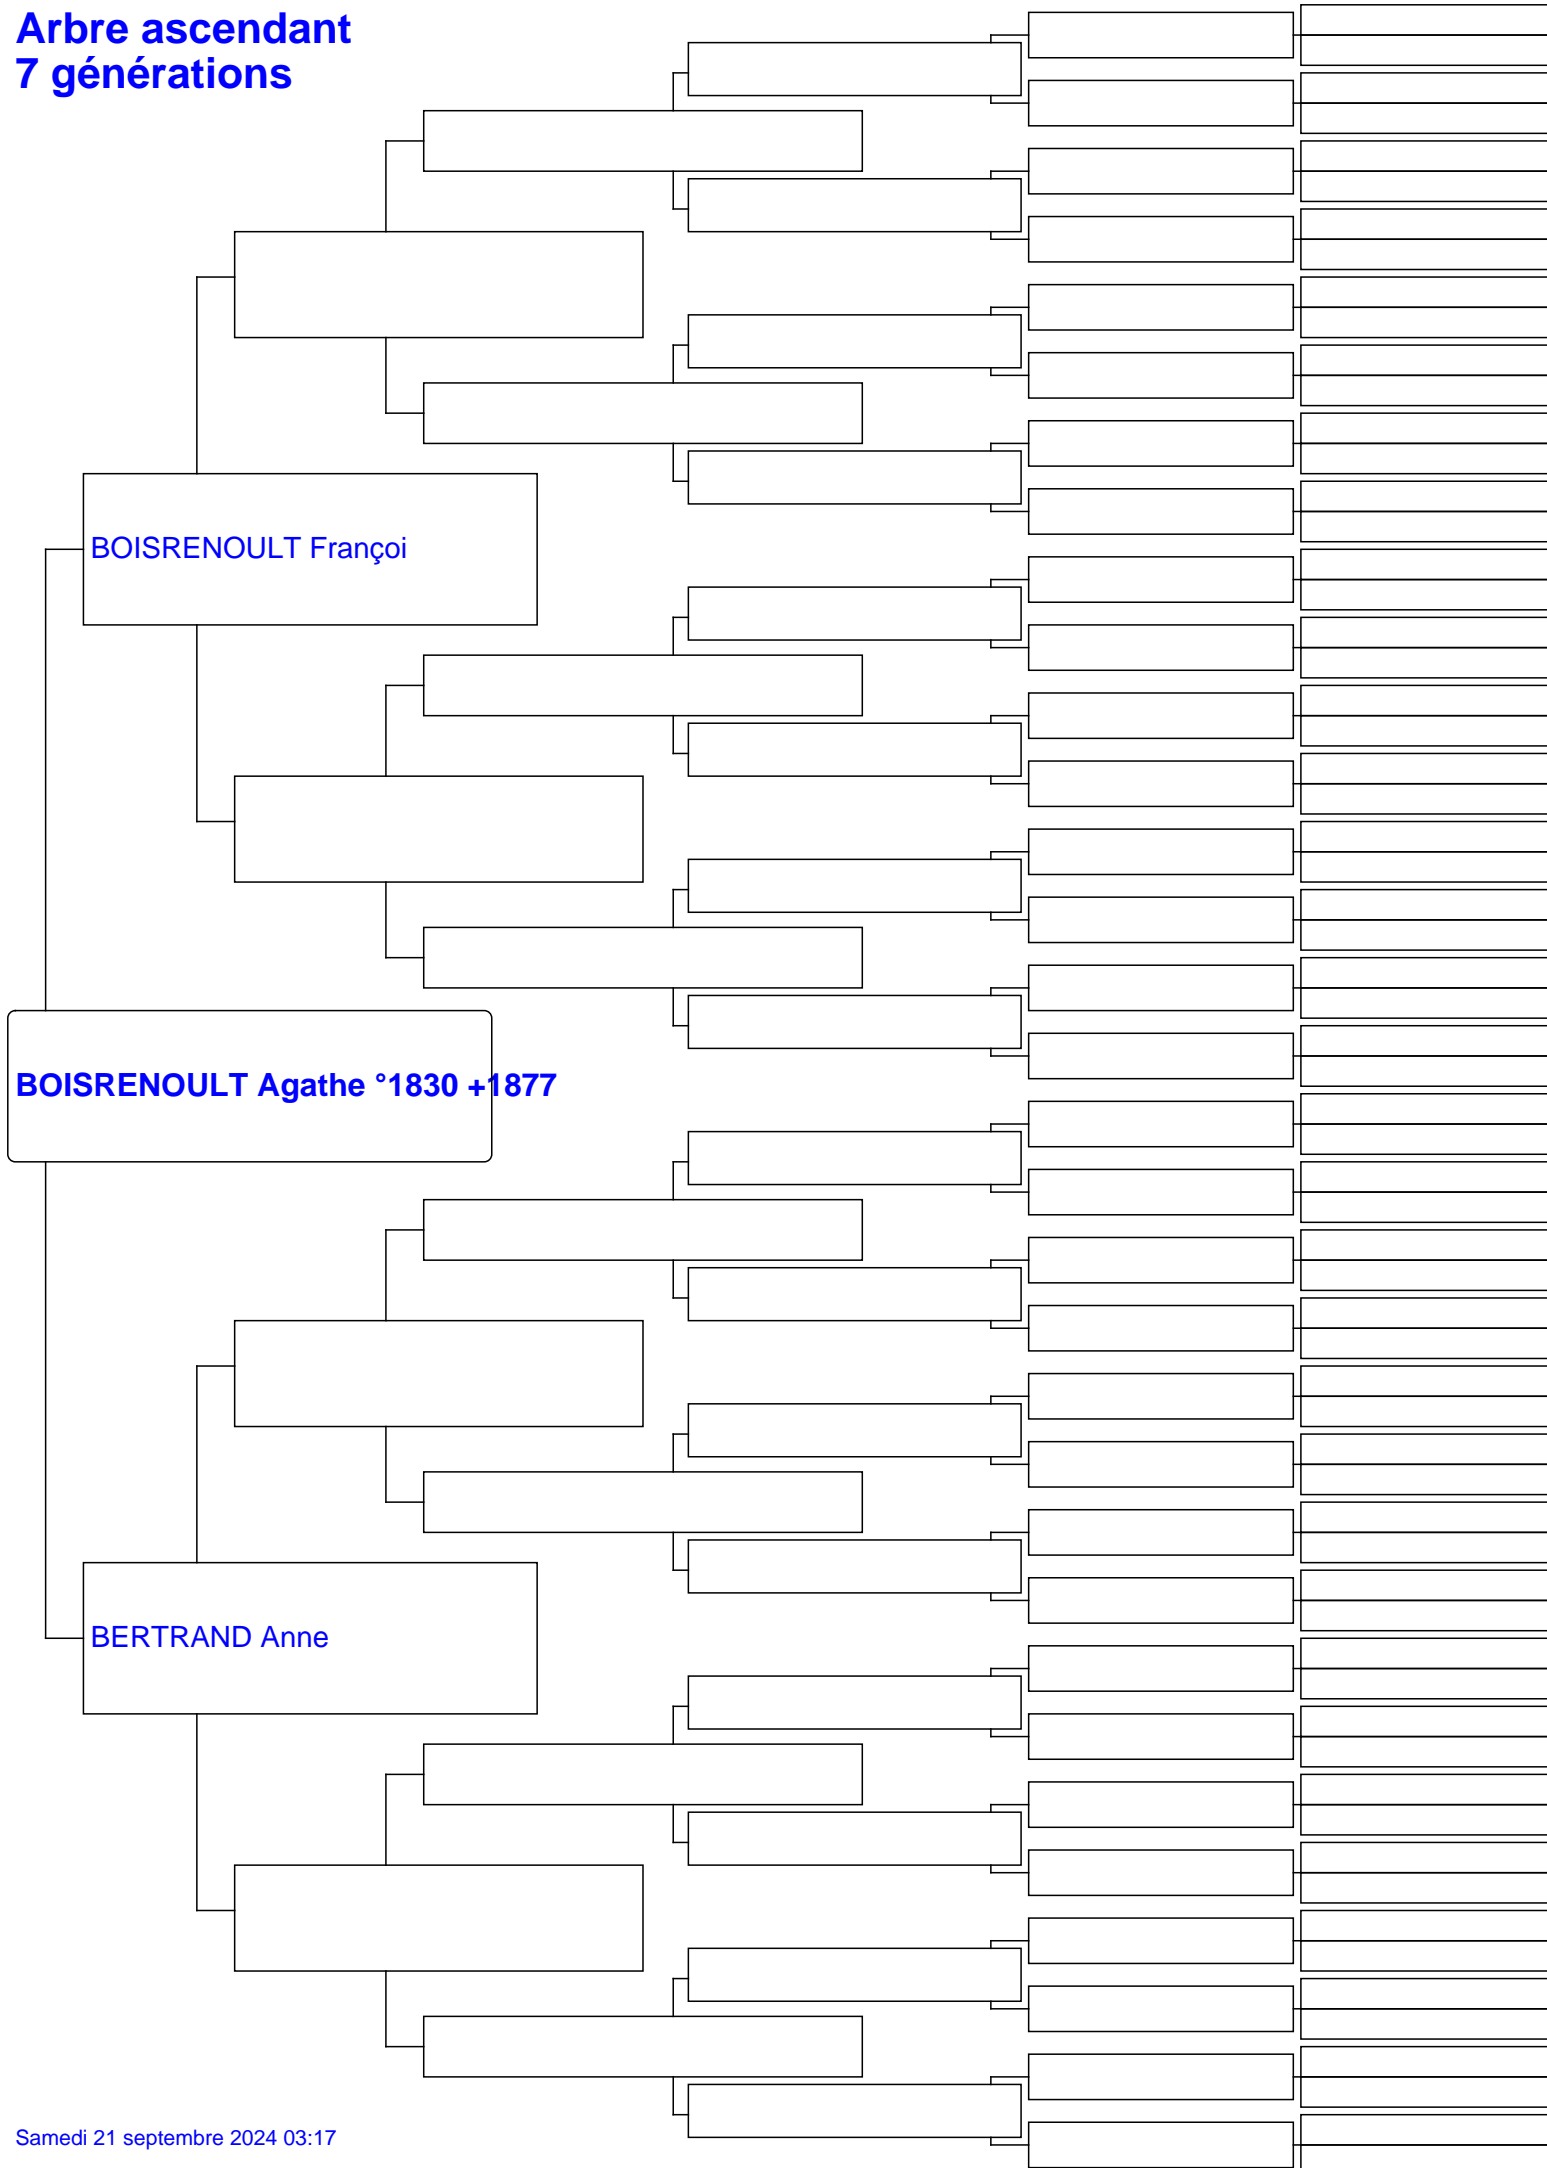 Arbre ascendant
7 générations
BOISRENOULT Françoi
BOISRENOULT Agathe °1830 +1877
BERTRAND Anne
Samedi 21 septembre 2024 03:17